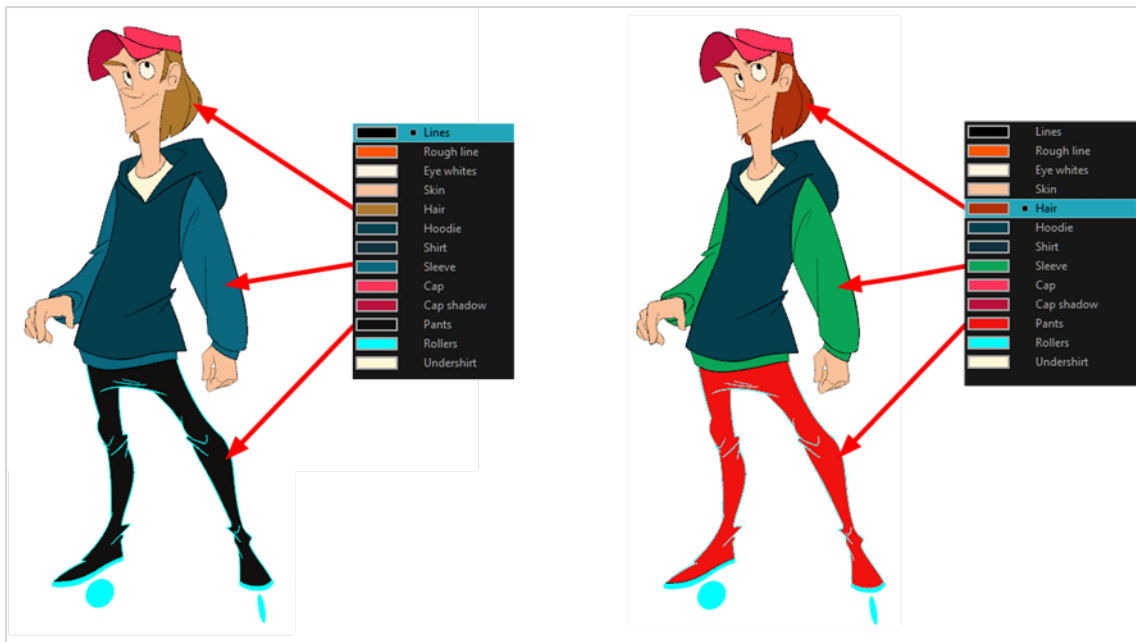 Lines
Rough line
Eye whites
Skin
Hair
Hoodie
Shirt
Sleeve
Cap
Cap shadow
Pants
Rollers
Undershirt
Lines
Rough line
Eye whites
Skin
Hair
Hoodie
Shirt
Sleeve
Cap
Cap shadow
Pants
Rollers
Undershirt